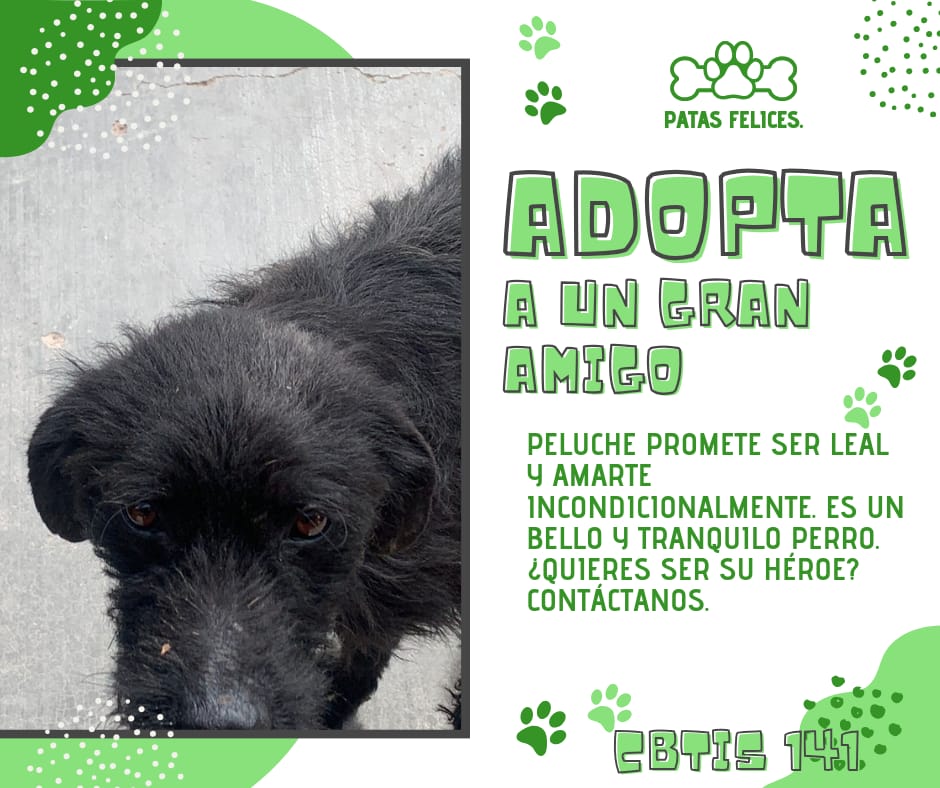 PATAS FELICES.
ADOPTA
A UN GRAN
AMIGO
PELUCHE PROMETE SER LEAL
Y AMARTE
INCONDICIONALMENTE. ES UN
BELLO Y TRANQUILO PERRO.
¿QUIERES SER SU HÉROE?
CONTÁCTANOS.
CBTIS 141